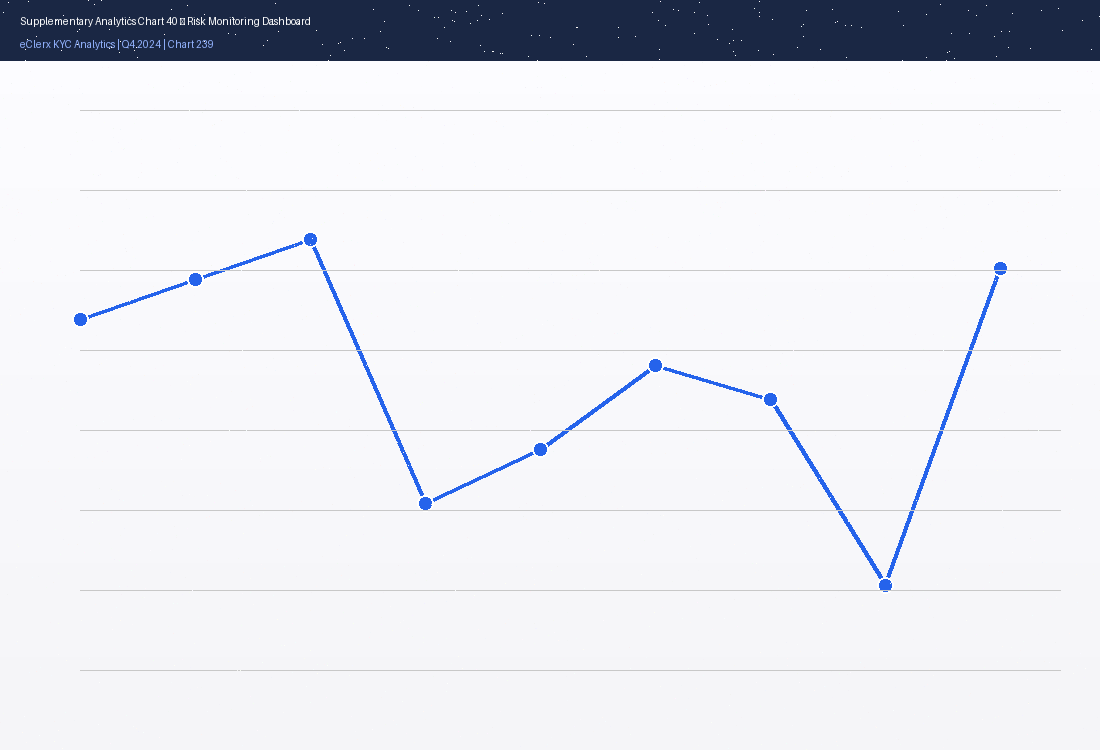 Supplementary Analytics Chart 40 ▯ Risk Monitoring Dashboard
eClerx KYC Analytics | Q4 2024 | Chart 239